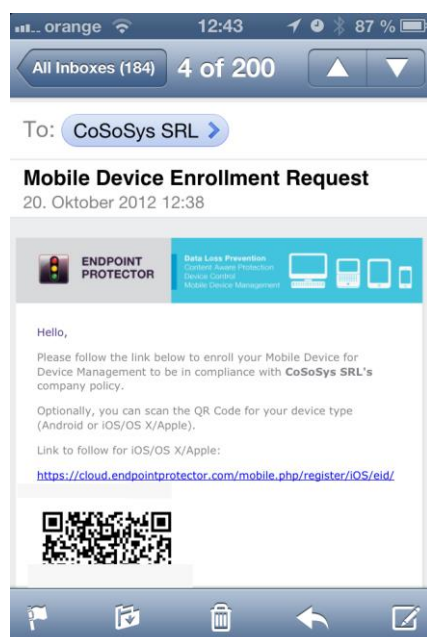 orange 12:43 87 %
All Inboxes (184) 4 of 200
To: CoSoSys SRL
Mobile Device Enrollment Request
20. Oktober 2012 12:38
ENDPOINT
PROTECTOR
Data Loss Prevention
Content Aware Protection
Device Control
Mobile Device Management
Hello,
Please follow the link below to enroll your Mobile Device for
Device Management to be in compliance with CoSoSys SRL's
company policy.
Optionally, you can scan the QR Code for your device type
(Android or iOS/OS X/Apple).
Link to follow for iOS/OS X/Apple:
https://cloud.endpointprotector.com/mobile.php/register/iOS/eid/